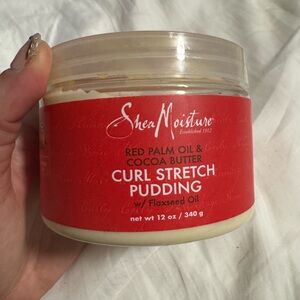 SheaMoisture
Established 1912
RED PALM OIL &
COCOA BUTTER
CURL STRETCH
PUDDING
w/ Flaxseed Oil
net wt 12 oz / 340 g